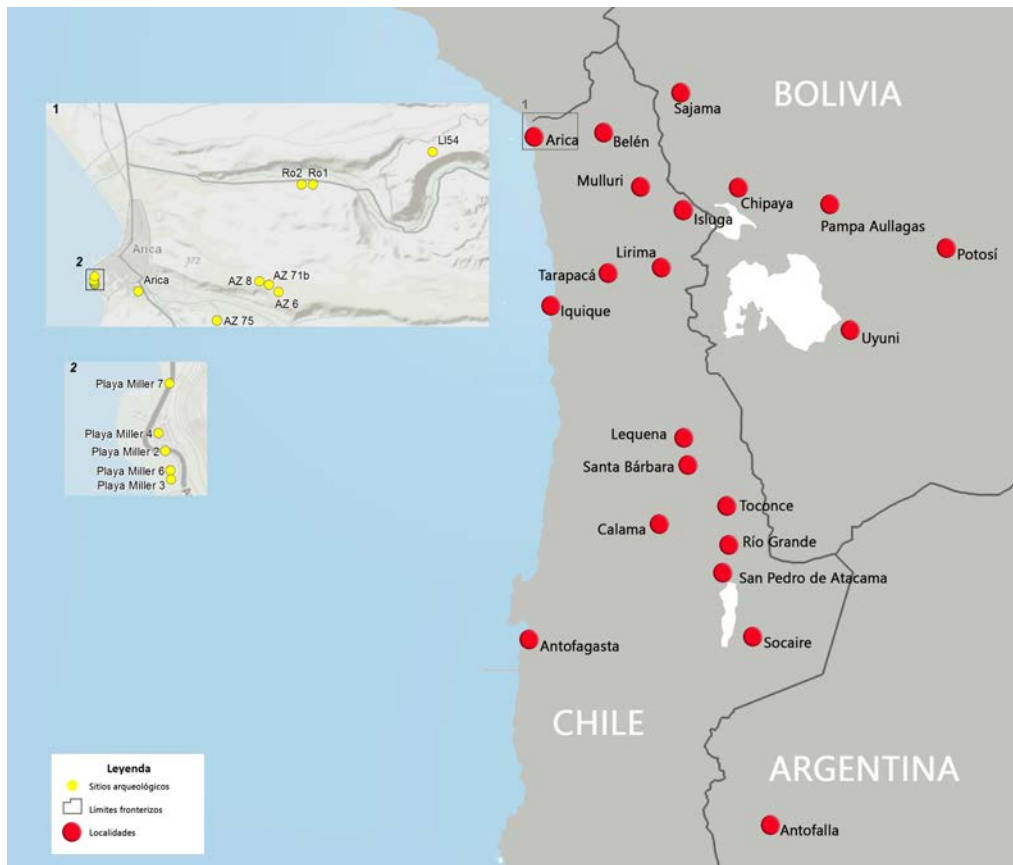 BOLIVIA
Sajama
1
1
Arica
Belén
LI54
Ro2
Ro1
Mulluri
Chipaya
Isluga
Pampa Aullagas
Arica
372
Potosí
Lirima
2
Tarapacá
AZ 8
AZ 71b
Arica
AZ 6
Iquique
AZ 75
Uyuni
2
Playa Miller 7
Playa Miller 4
Playa Miller 2
Playa Miller 6
Playa Miller 3
Lequena
Santa Bárbara
Toconce
Calama
Río Grande
San Pedro de Atacama
Socaire
Antofagasta
CHILE
ARGENTINA
Antofalla
Leyenda
Sitios arqueológicos
Límites fronterizos
Localidades